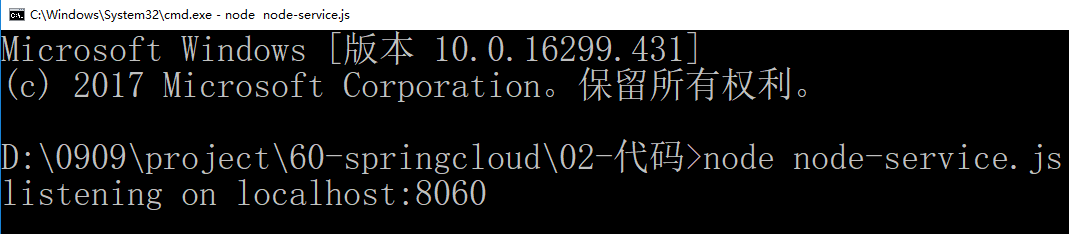 C:\Windows\System32\cmd.exe - node  node-service.js
Microsoft Windows [版本 10.0.16299.431]
(c) 2017 Microsoft Corporation。保留所有权利。
D:\0909\project\60-springcloud\02-代码>node node-service.js
listening on localhost:8060